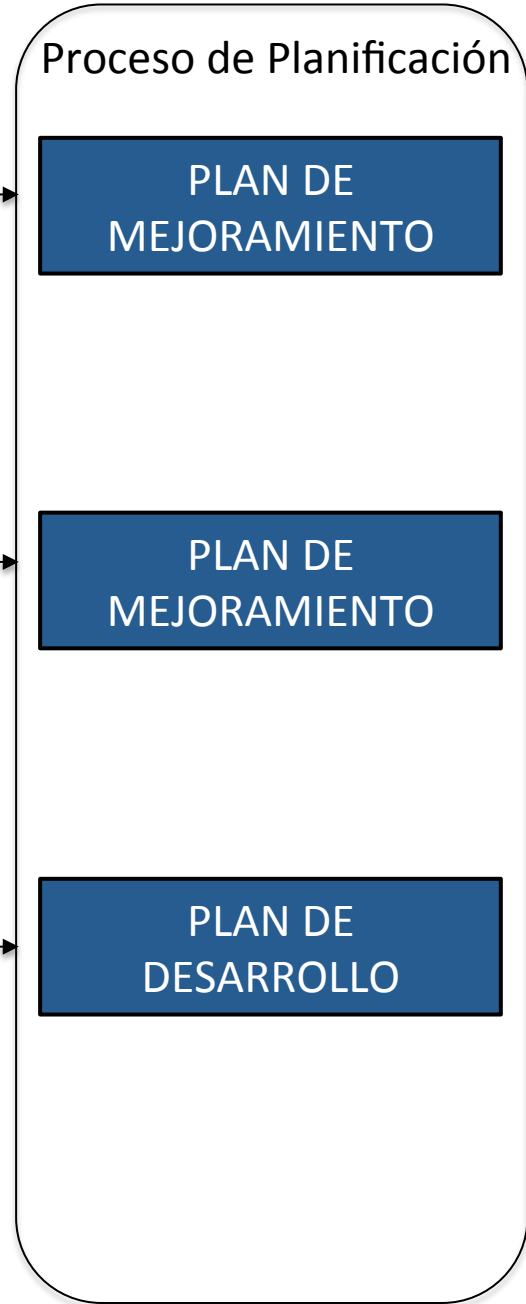 Proceso de Planificación
PLAN DE
MEJORAMIENTO
PLAN DE
MEJORAMIENTO
PLAN DE
DESARROLLO